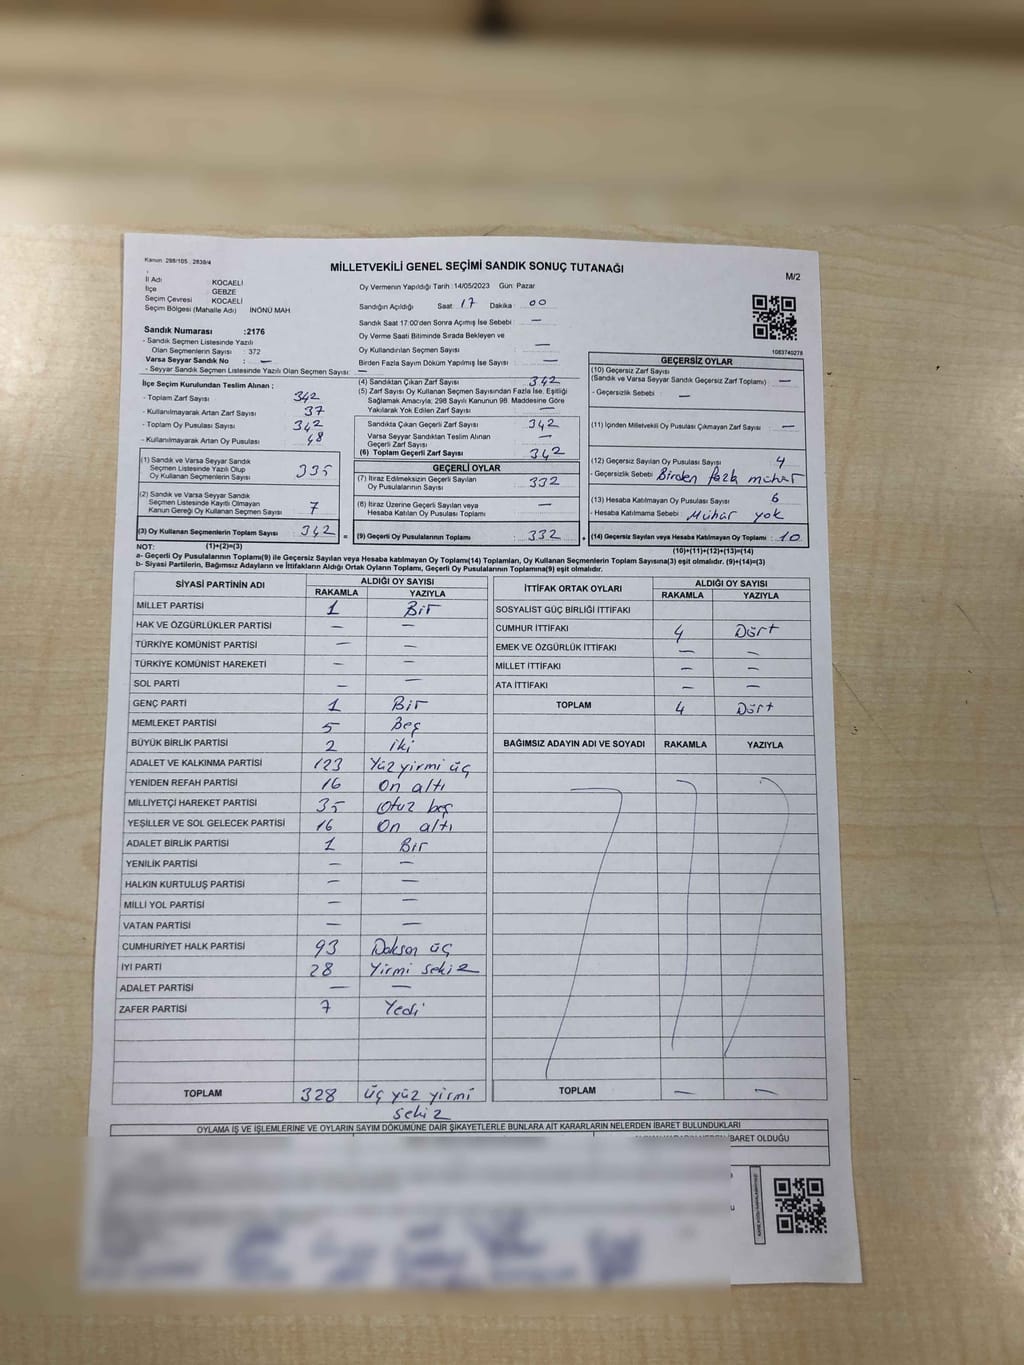 Kanun 298/105 , 2839/4
MİLLETVEKİLİ GENEL SEÇİMİ SANDIK SONUÇ TUTANAĞI
M/2
İl Adı KOCAELİ
İlçe GEBZE
Seçim Çevresi KOCAELİ
Seçim Bölgesi (Mahalle Adı) İNÖNÜ MAH
Sandık Numarası :2176
- Sandık Seçmen Listesinde Yazılı
Olan Seçmenlerin Sayısı : 372
Varsa Seyyar Sandık No : —
- Seyyar Sandık Seçmen Listesinde Yazılı Olan Seçmen Sayısı: —
Oy Vermenin Yapıldığı Tarih :14/05/2023 Gün: Pazar
Sandığın Açıldığı Saat: 17 Dakika : 00
Sandık Saat 17:00'den Sonra Açımış İse Sebebi : —
Oy Verme Saati Bitiminde Sırada Bekleyen ve
Oy Kullandırılan Seçmen Sayısı : —
Birden Fazla Sayım Döküm Yapılmış İse Sayısı : —
1083740278
İlçe Seçim Kurulundan Teslim Alınan ;
- Toplam Zarf Sayısı : 342
- Kullanılmayarak Artan Zarf Sayısı : 37
- Toplam Oy Pusulası Sayısı : 342
- Kullanılmayarak Artan Oy Pusulası : 48
(1) Sandık ve Varsa Seyyar Sandık
Seçmen Listesinde Yazılı Olup
Oy Kullanan Seçmenlerin Sayısı : 335
(2) Sandık ve Varsa Seyyar Sandık
Seçmen Listesinde Kayıtlı Olmayan
Kanun Gereği Oy Kullanan Seçmen Sayısı : 7
(3) Oy Kullanan Seçmenlerin Toplam Sayısı : 342
(1)+(2)=(3)
(4) Sandıktan Çıkan Zarf Sayısı : 342
(5) Zarf Sayısı Oy Kullanan Seçmen Sayısından Fazla İse, Eşitliği
Sağlamak Amacıyla; 298 Sayılı Kanunun 98. Maddesine Göre
Yakılarak Yok Edilen Zarf Sayısı : —
Sandıkta Çıkan Geçerli Zarf Sayısı : 342
Varsa Seyyar Sandıktan Teslim Alınan
Geçerli Zarf Sayısı : —
(6) Toplam Geçerli Zarf Sayısı : 342
GEÇERLİ OYLAR
(7) İtiraz Edilmeksizin Geçerli Sayılan
Oy Pusulalarının Sayısı : 332
(8) İtiraz Üzerine Geçerli Sayılan veya
Hesaba Katılan Oy Pusulası Toplamı : —
= (9) Geçerli Oy Pusulalarının Toplamı : 332
GEÇERSİZ OYLAR
(10) Geçersiz Zarf Sayısı
(Sandık ve Varsa Seyyar Sandık Geçersiz Zarf Toplamı) : —
- Geçersizlik Sebebi : —
(11) İçinden Milletvekili Oy Pusulası Çıkmayan Zarf Sayısı : —
(12) Geçersiz Sayılan Oy Pusulası Sayısı : 4
- Geçersizlik Sebebi Birden fazla mühür
(13) Hesaba Katılmayan Oy Pusulası Sayısı : 6
- Hesaba Katılmama Sebebi : Mühür yok
+ (14) Geçersiz Sayılan veya Hesaba Katılmayan Oy Toplamı : 10
(10)+(11)+(12)+(13)=(14)
NOT:
a- Geçerli Oy Pusulalarının Toplamı(9) ile Geçersiz Sayılan veya Hesaba katılmayan Oy Toplam(14) Toplamları, Oy Kullanan Seçmenlerin Toplam Sayısına(3) eşit olmalıdır. (9)+(14)=(3)
b- Siyasi Partilerin, Bağımsız Adayların ve İttifakların Aldığı Ortak Oyların Toplamı, Geçerli Oy Pusulalarının Toplamına(9) eşit olmalıdır.
SİYASİ PARTİNİN ADI ALDIĞI OY SAYISI
RAKAMLA YAZIYLA
MİLLET PARTİSİ 1 Bir
HAK VE ÖZGÜRLÜKLER PARTİSİ — —
TÜRKİYE KOMÜNİST PARTİSİ — —
TÜRKİYE KOMÜNİST HAREKETİ — —
SOL PARTİ — —
GENÇ PARTİ 1 Bir
MEMLEKET PARTİSİ 5 Beş
BÜYÜK BİRLİK PARTİSİ 2 iki
ADALET VE KALKINMA PARTİSİ 123 Yüz yirmi üç
YENİDEN REFAH PARTİSİ 16 On altı
MİLLİYETÇİ HAREKET PARTİSİ 35 Otuz beş
YEŞİLLER VE SOL GELECEK PARTİSİ 16 On altı
ADALET BİRLİK PARTİSİ 1 Bir
YENİLİK PARTİSİ — —
HALKIN KURTULUŞ PARTİSİ — —
MİLLİ YOL PARTİSİ — —
VATAN PARTİSİ — —
CUMHURİYET HALK PARTİSİ 93 Doksan üç
İYİ PARTİ 28 Yirmi sekiz
ADALET PARTİSİ — —
ZAFER PARTİSİ 7 Yedi
TOPLAM 328 üç yüz yirmi
sekiz
İTTİFAK ORTAK OYLARI ALDIĞI OY SAYISI
RAKAMLA YAZIYLA
SOSYALİST GÜÇ BİRLİĞİ İTTİFAKI
CUMHUR İTTİFAKI 4 Dört
EMEK VE ÖZGÜRLÜK İTTİFAKI — —
MİLLET İTTİFAKI — —
ATA İTTİFAKI — —
TOPLAM 4 Dört
BAĞIMSIZ ADAYIN ADI VE SOYADI RAKAMLA YAZIYLA
TOPLAM — —
OYLAMA İŞ VE İŞLEMLERİNE VE OYLARIN SAYIM DÖKÜMÜNE DAİR ŞİKAYETLERLE BUNLARA AİT KARARLARIN NELERDEN İBARET BULUNDUKLARI
İBARET OLDUĞU